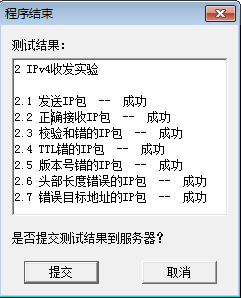 程序结束
测试结果:
2 IPv4收发实验
2.1 发送IP包 -- 成功
2.2 正确接收IP包 -- 成功
2.3 校验和错的IP包 -- 成功
2.4 TTL错的IP包 -- 成功
2.5 版本号错的IP包 -- 成功
2.6 头部长度错误的IP包 -- 成功
2.7 错误目标地址的IP包 -- 成功
是否提交测试结果到服务器?
提交 取消